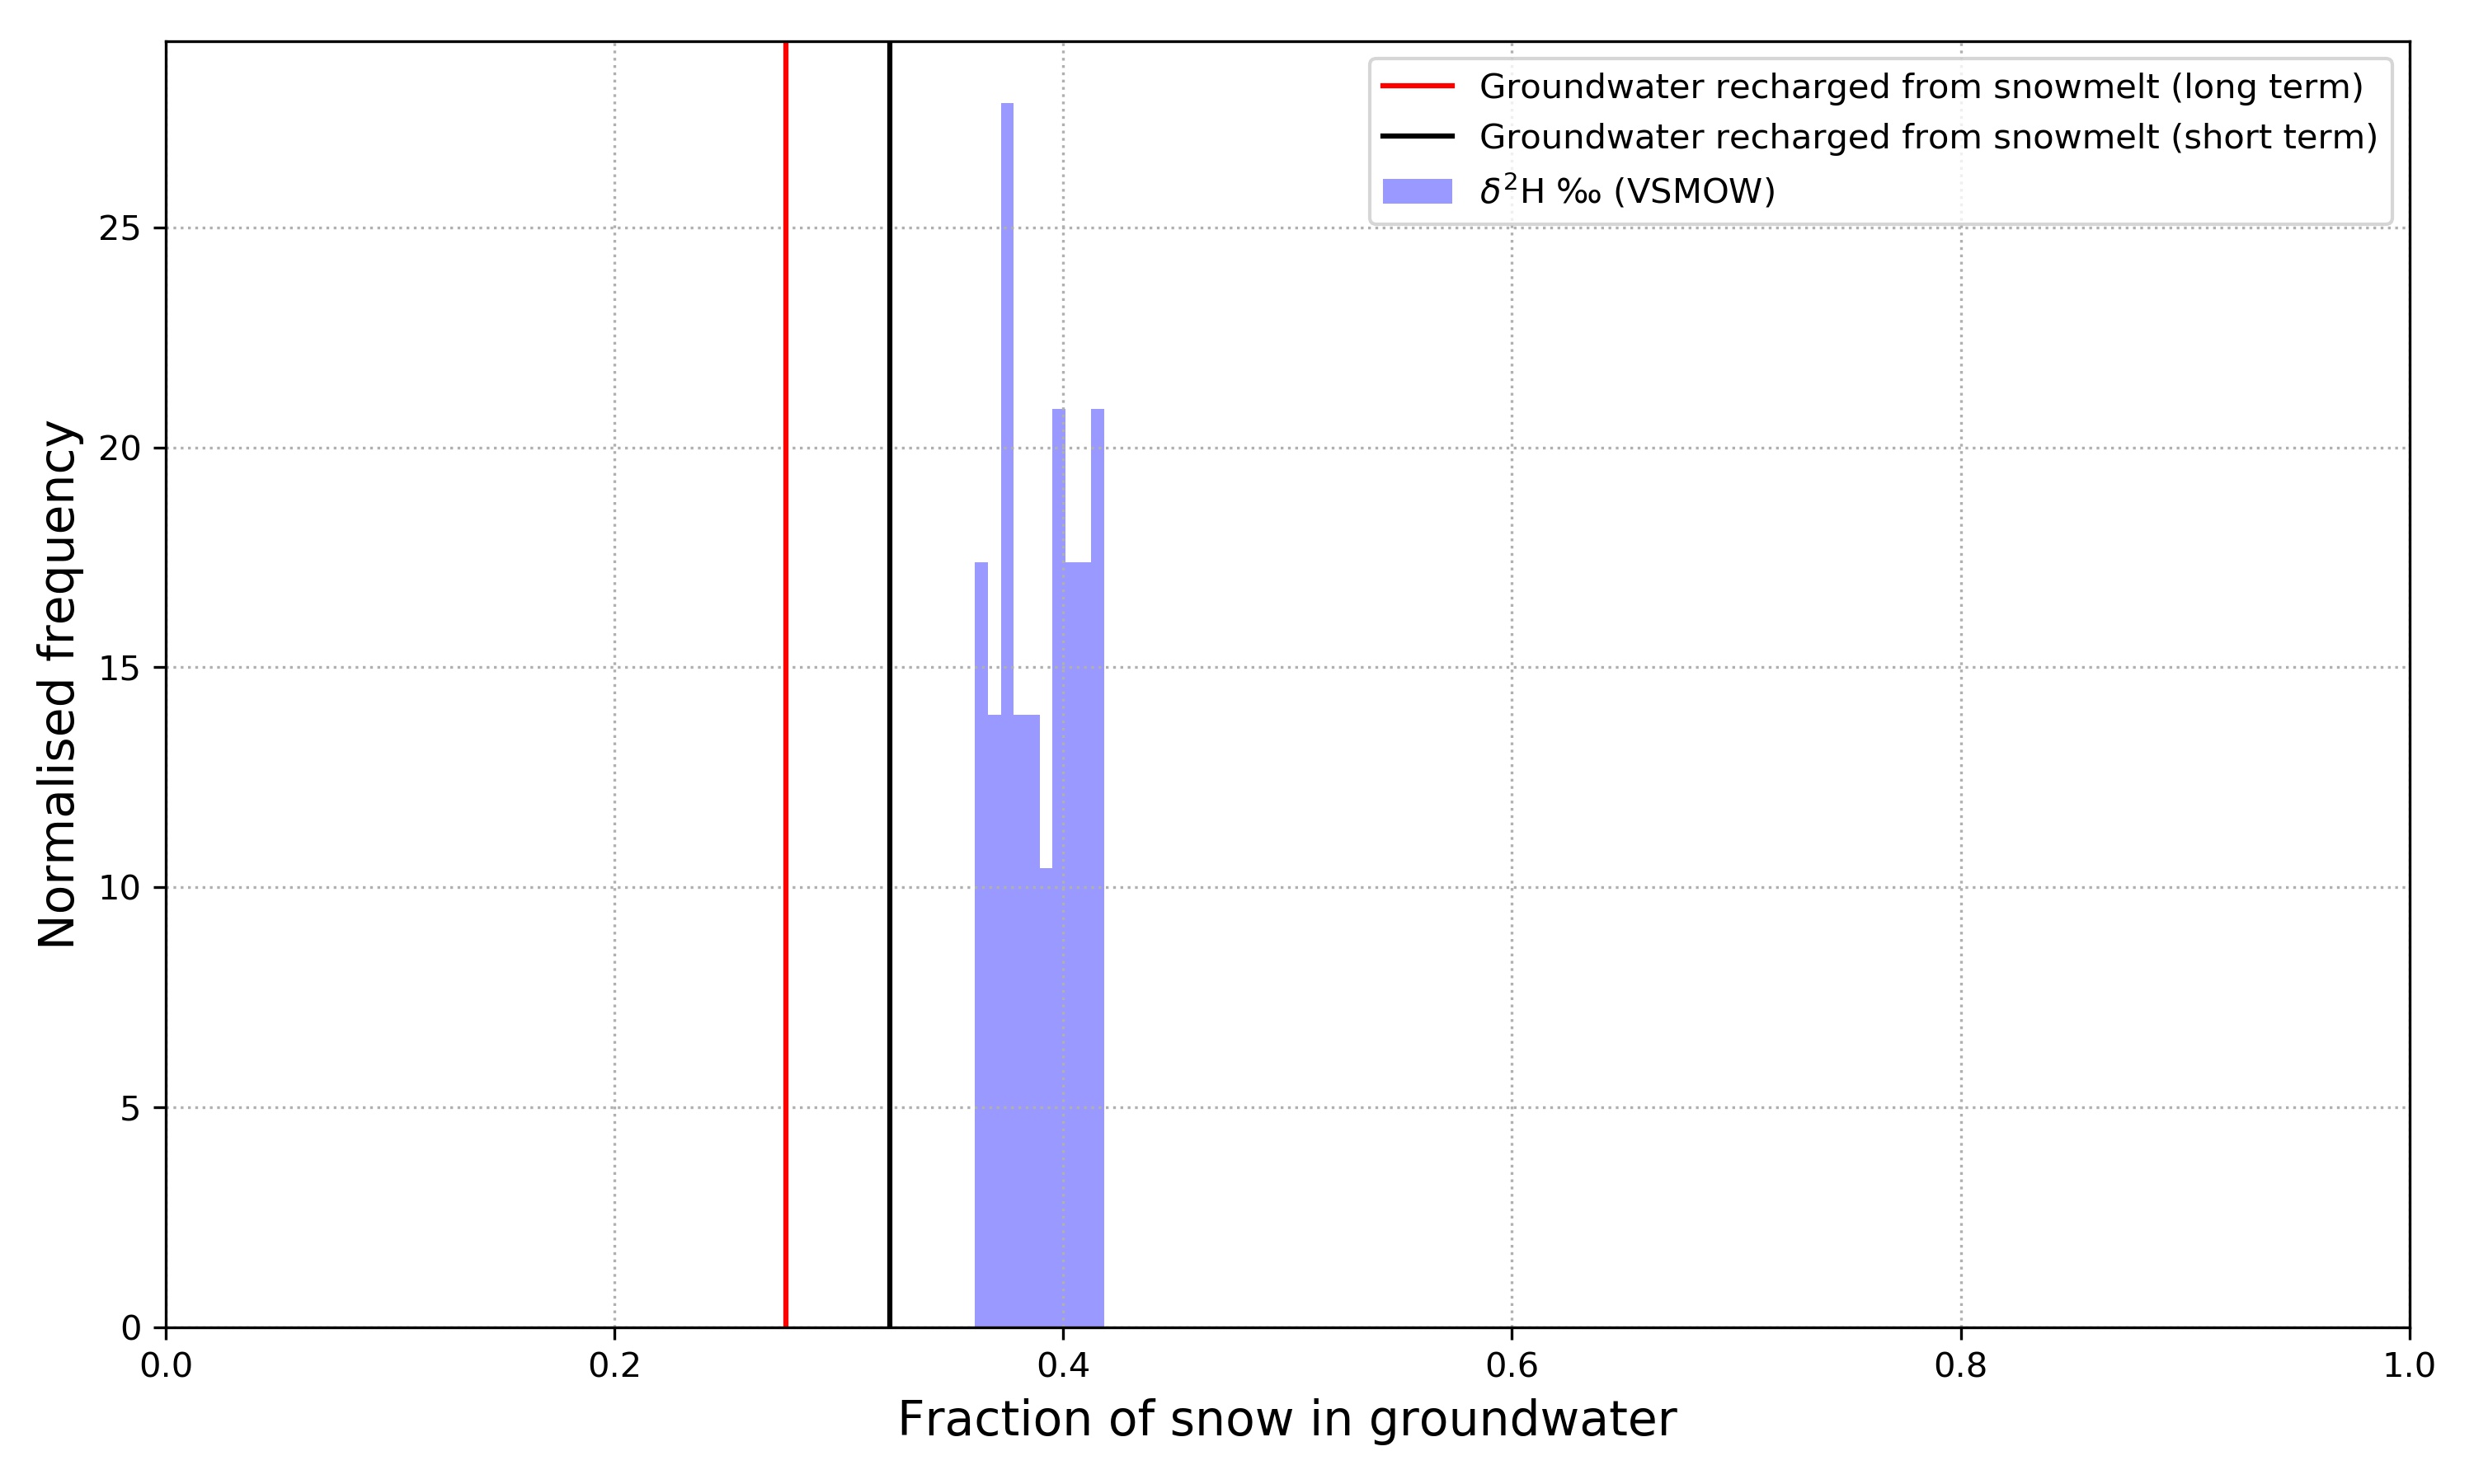 Groundwater recharged from snowmelt (long term)
Groundwater recharged from snowmelt (short term)
δ²H ‰ (VSMOW)
Normalised frequency
25
20
15
10
5
0
0.0 0.2 0.4 0.6 0.8 1.0
Fraction of snow in groundwater